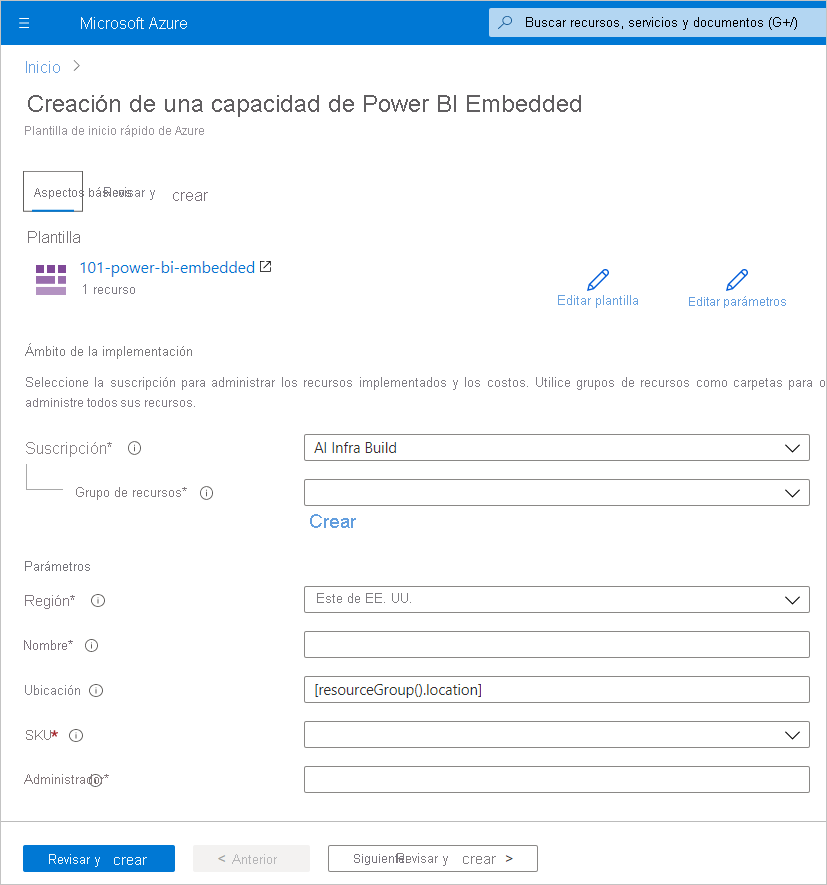 Microsoft Azure
Buscar recursos, servicios y documentos (G+/)
Inicio >
Creación de una capacidad de Power BI Embedded
Plantilla de inicio rápido de Azure
Aspectos básicos Revisar y crear
Plantilla
101-power-bi-embedded
1 recurso
Editar plantilla
Editar parámetros
Ámbito de la implementación
Seleccione la suscripción para administrar los recursos implementados y los costos. Utilice grupos de recursos como carpetas para o
administre todos sus recursos.
Suscripción*
AI Infra Build
Grupo de recursos*
Crear
Parámetros
Región*
Este de EE. UU.
Nombre*
Ubicación
[resourceGroup().location]
SKU*
Administrador*
Revisar y crear
< Anterior
Siguiente: Revisar y crear >